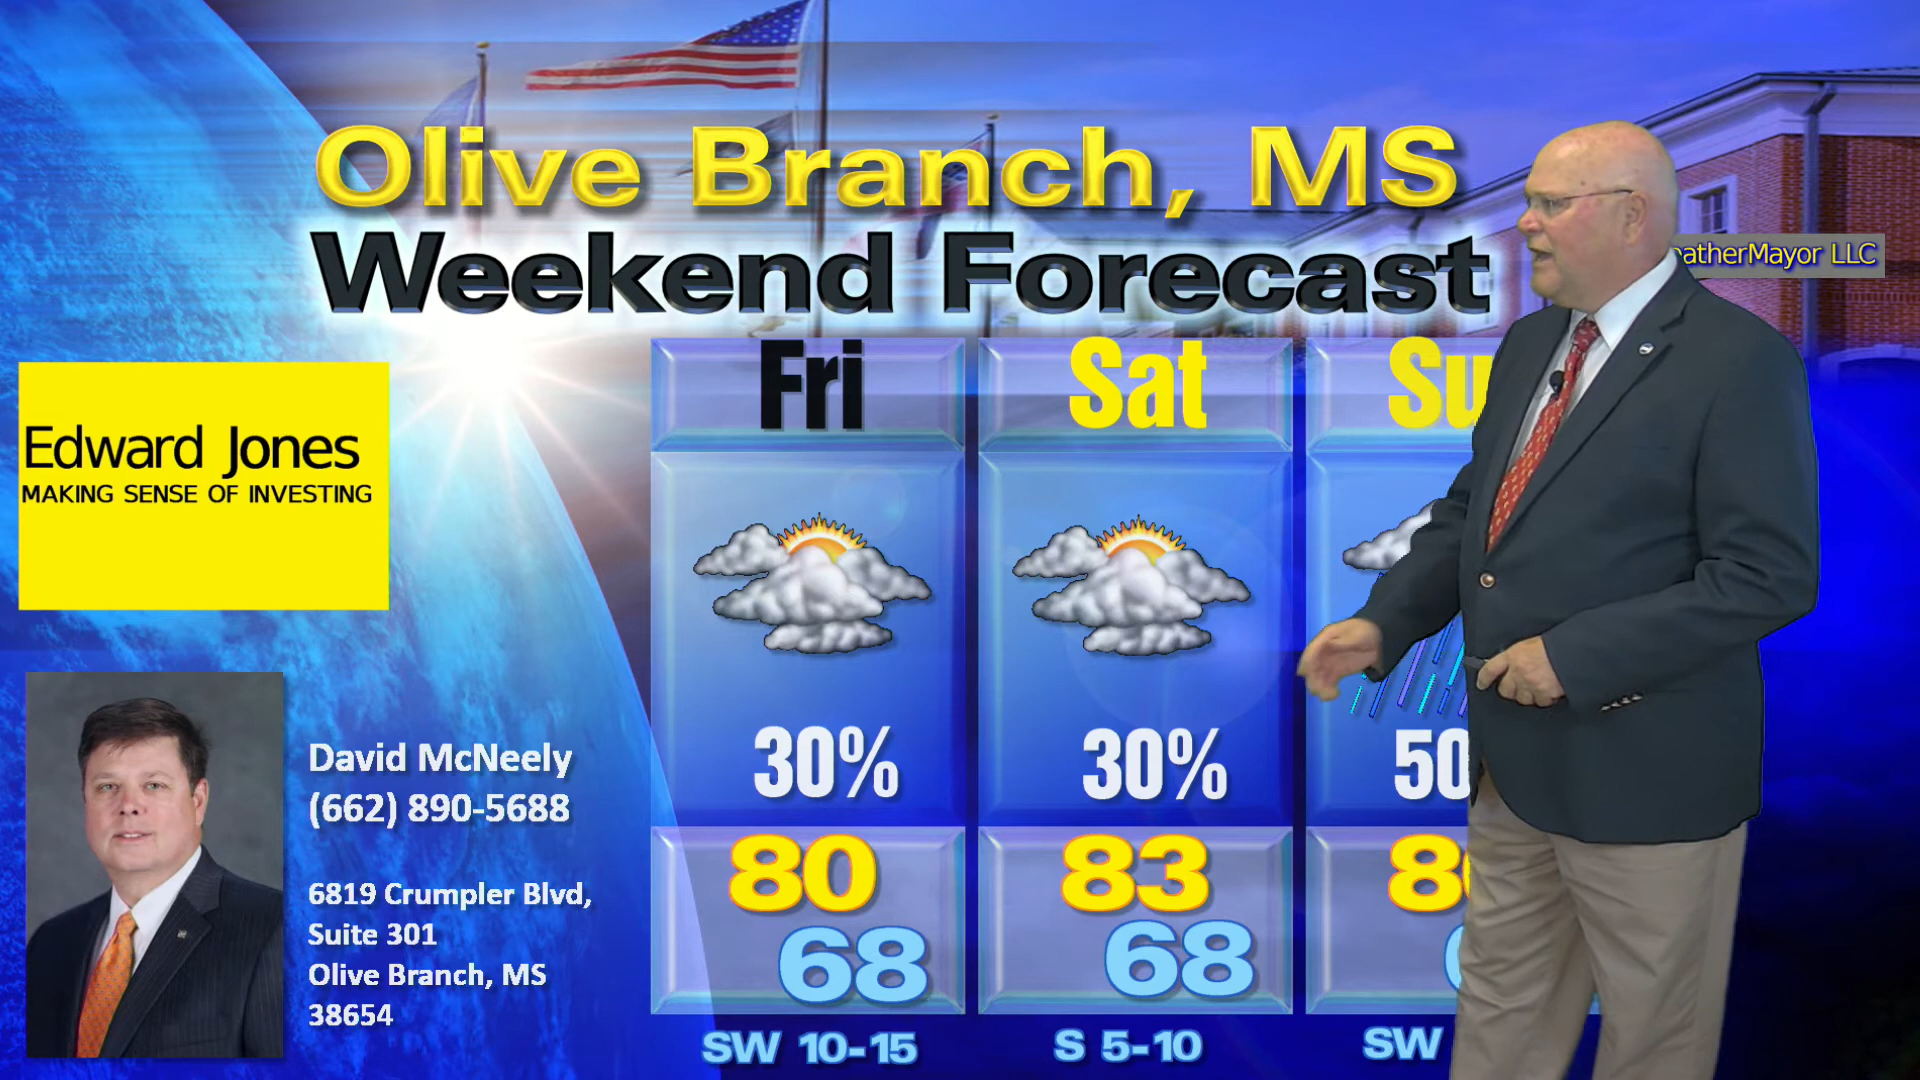 Olive Branch, MS
Weekend Forecast
WeatherMayor LLC
Edward Jones
MAKING SENSE OF INVESTING
Fri
Sat
30%
30%
80
83
68
68
SW 10-15
S 5-10
SW
David McNeely
(662) 890-5688
6819 Crumpler Blvd,
Suite 301
Olive Branch, MS
38654